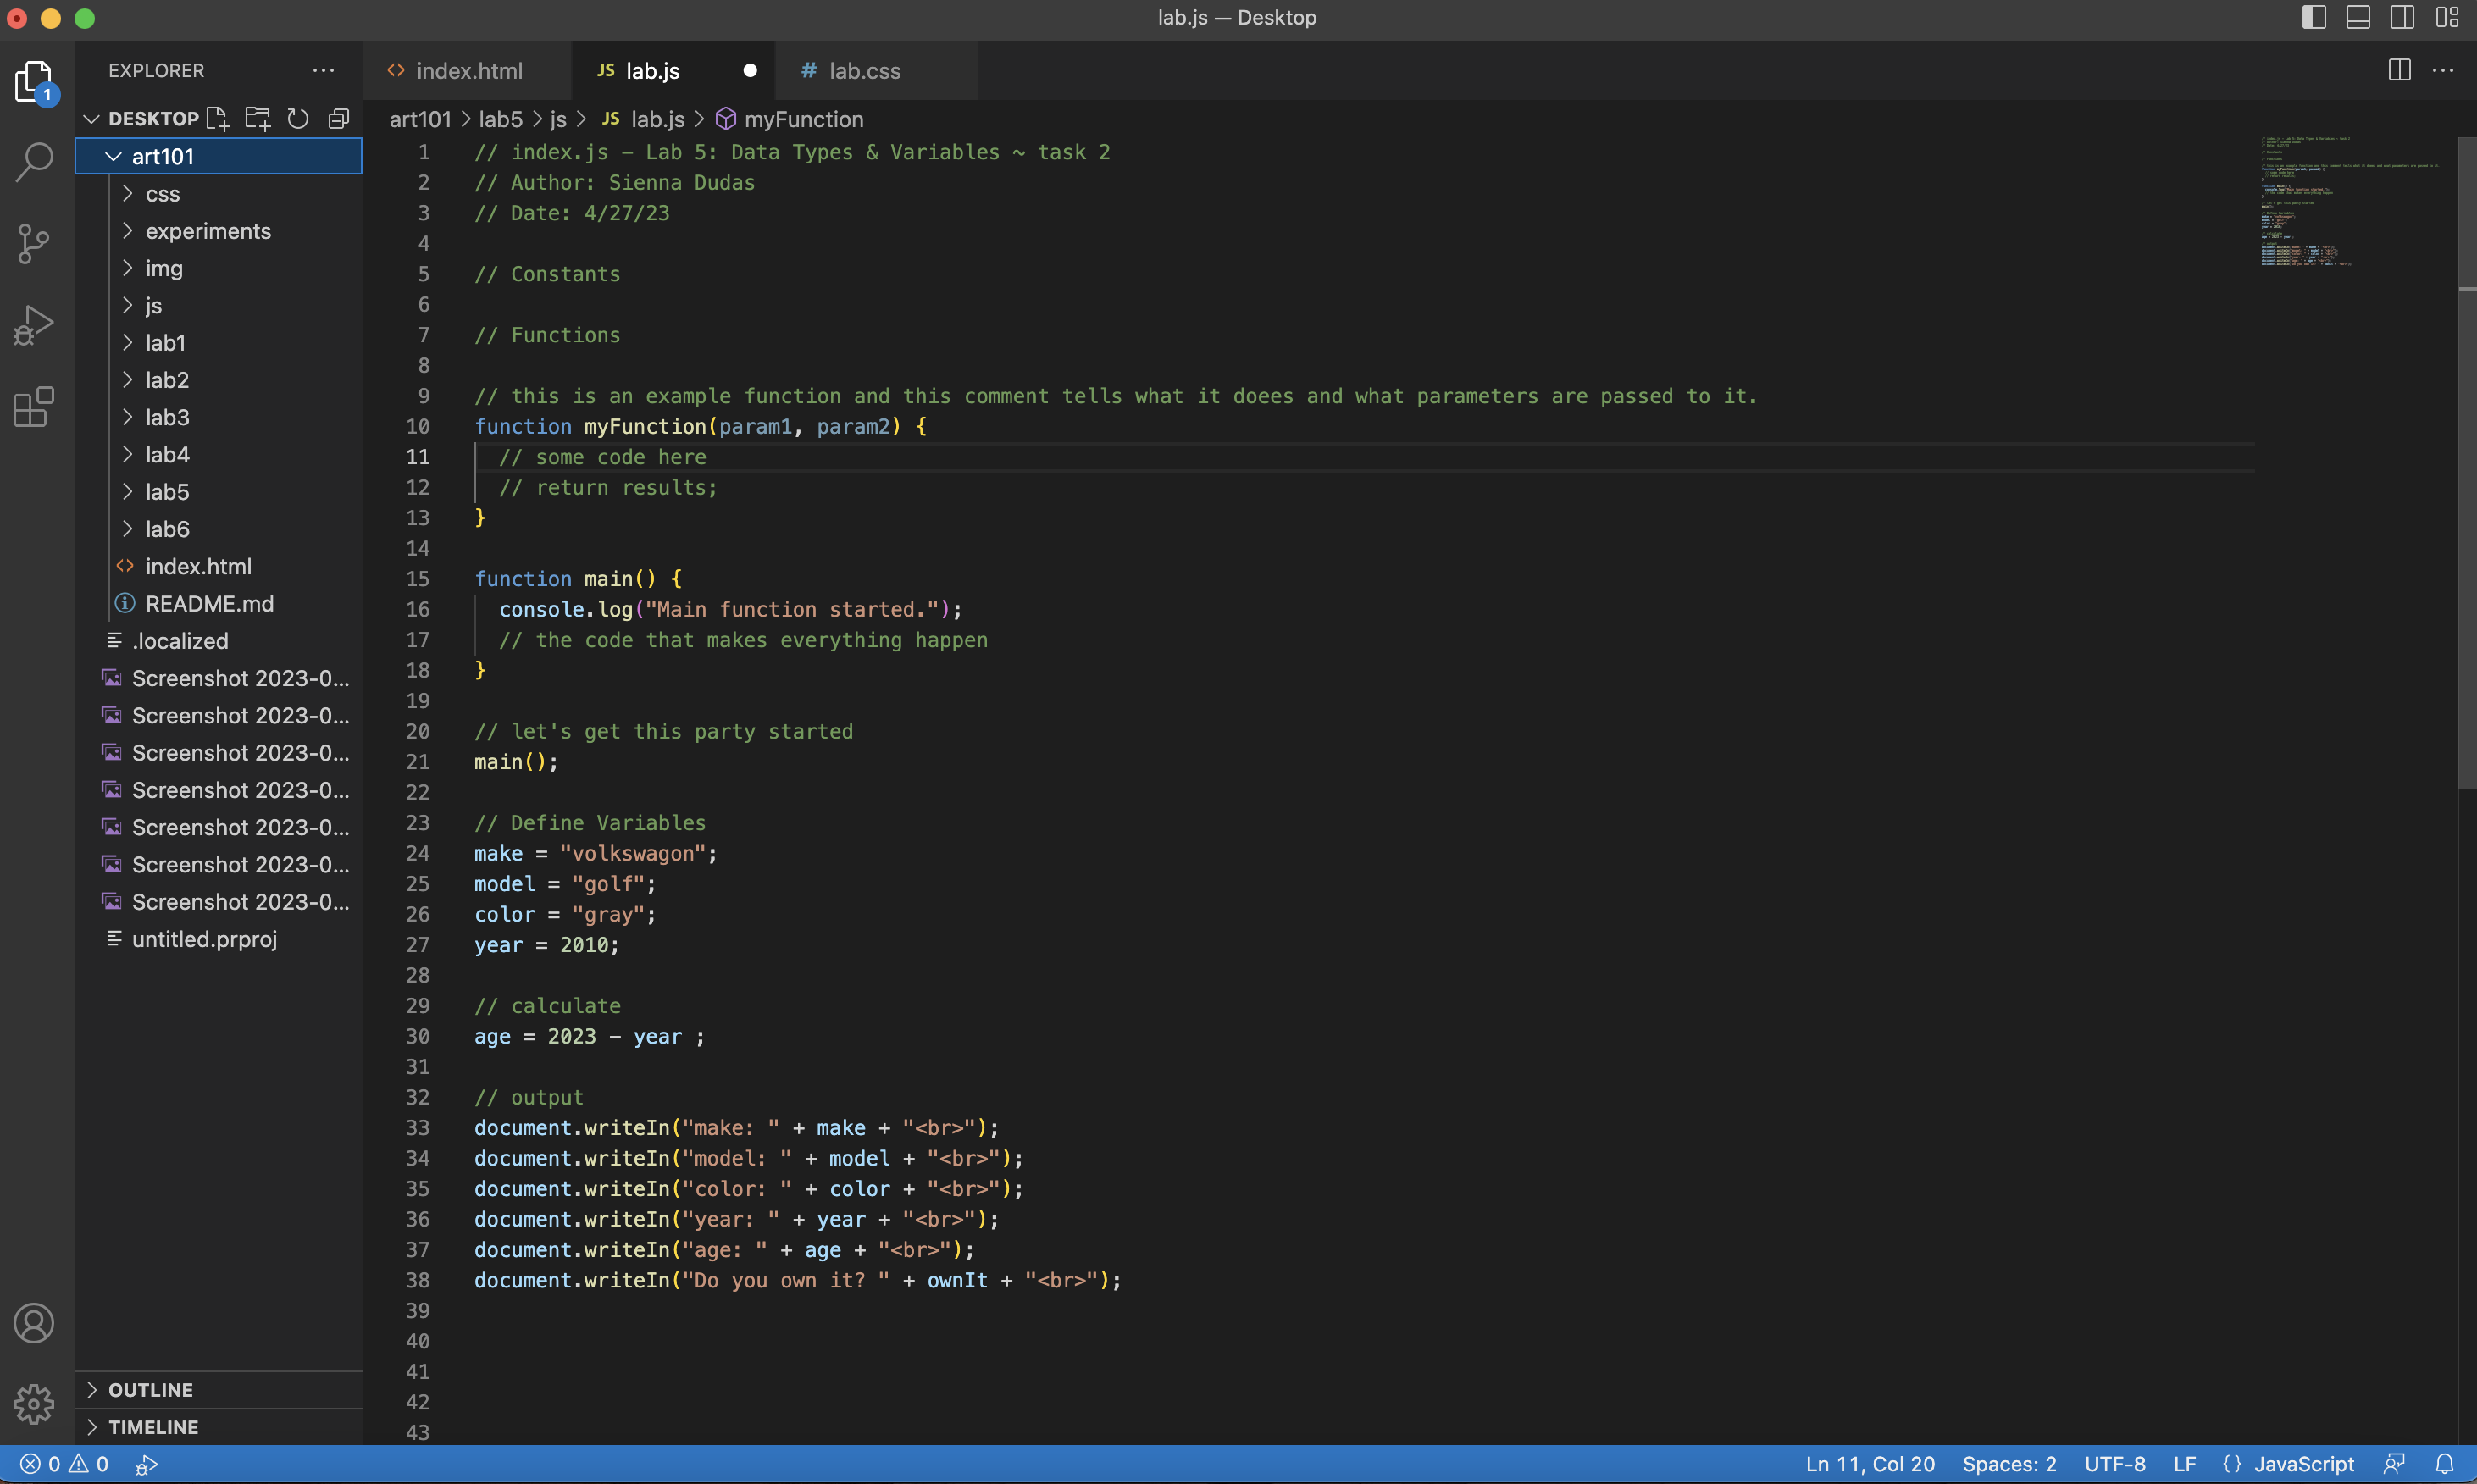 lab.js — Desktop
EXPLORER
1
DESKTOP
art101
css
experiments
img
js
lab1
lab2
lab3
lab4
lab5
lab6
index.html
README.md
.localized
Screenshot 2023-0...
Screenshot 2023-0...
Screenshot 2023-0...
Screenshot 2023-0...
Screenshot 2023-0...
Screenshot 2023-0...
Screenshot 2023-0...
untitled.prproj
OUTLINE
TIMELINE
index.html
JS lab.js
# lab.css
art101 > lab5 > js > JS lab.js > myFunction
1 // index.js - Lab 5: Data Types & Variables ~ task 2
2 // Author: Sienna Dudas
3 // Date: 4/27/23
4
5 // Constants
6
7 // Functions
8
9 // this is an example function and this comment tells what it doees and what parameters are passed to it.
10 function myFunction(param1, param2) {
11 // some code here
12 // return results;
13 }
14
15 function main() {
16 console.log("Main function started.");
17 // the code that makes everything happen
18 }
19
20 // let's get this party started
21 main();
22
23 // Define Variables
24 make = "volkswagon";
25 model = "golf";
26 color = "gray";
27 year = 2010;
28
29 // calculate
30 age = 2023 - year ;
31
32 // output
33 document.writeIn("make: " + make + "<br>");
34 document.writeIn("model: " + model + "<br>");
35 document.writeIn("color: " + color + "<br>");
36 document.writeIn("year: " + year + "<br>");
37 document.writeIn("age: " + age + "<br>");
38 document.writeIn("Do you own it? " + ownIt + "<br>");
39
40
41
42
43
0 0
Ln 11, Col 20 Spaces: 2 UTF-8 LF {} JavaScript